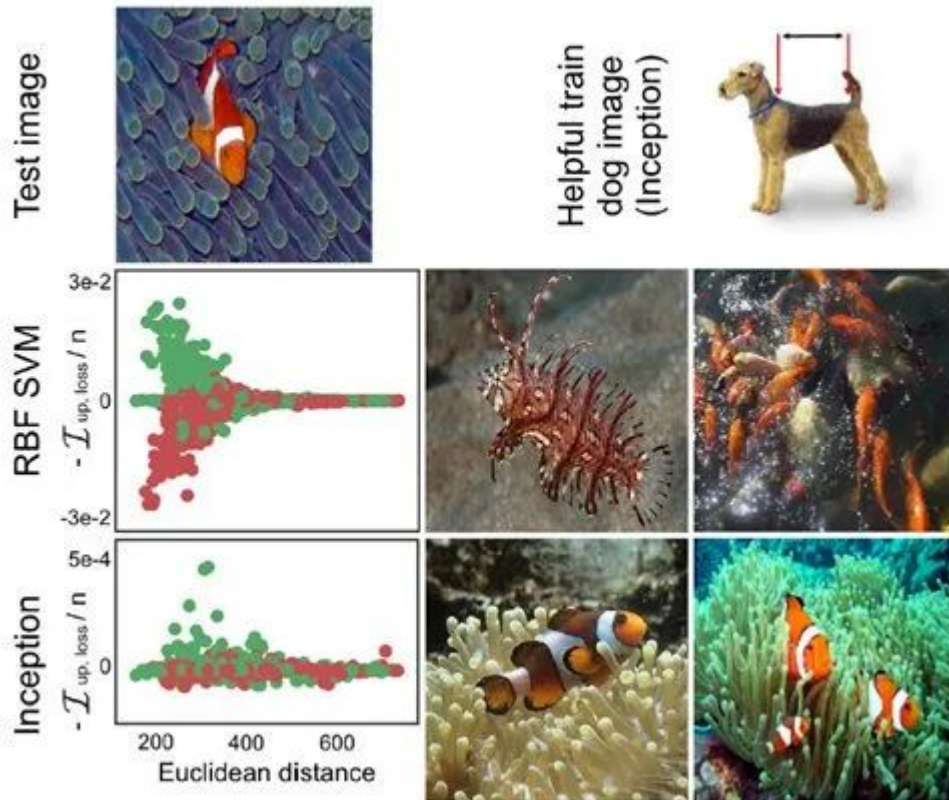 Test image
Helpful train
dog image
(Inception)
RBF SVM
- 𝓘 up, loss / n
3e-2
0
-3e-2
Inception
- 𝓘 up, loss / n
5e-4
0
200 400 600
Euclidean distance